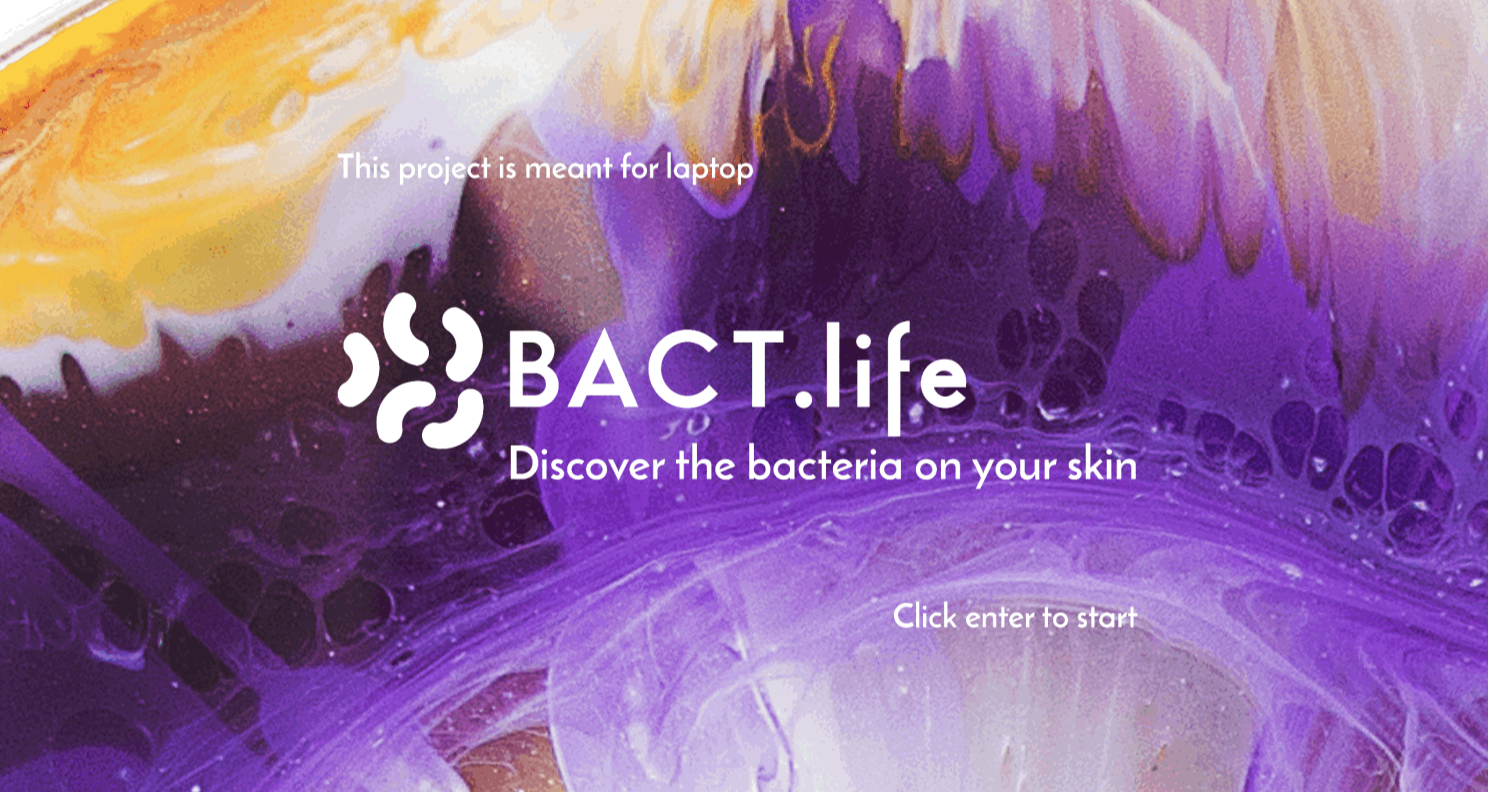 This project is meant for laptop
BACT.life
Discover the bacteria on your skin
Click enter to start